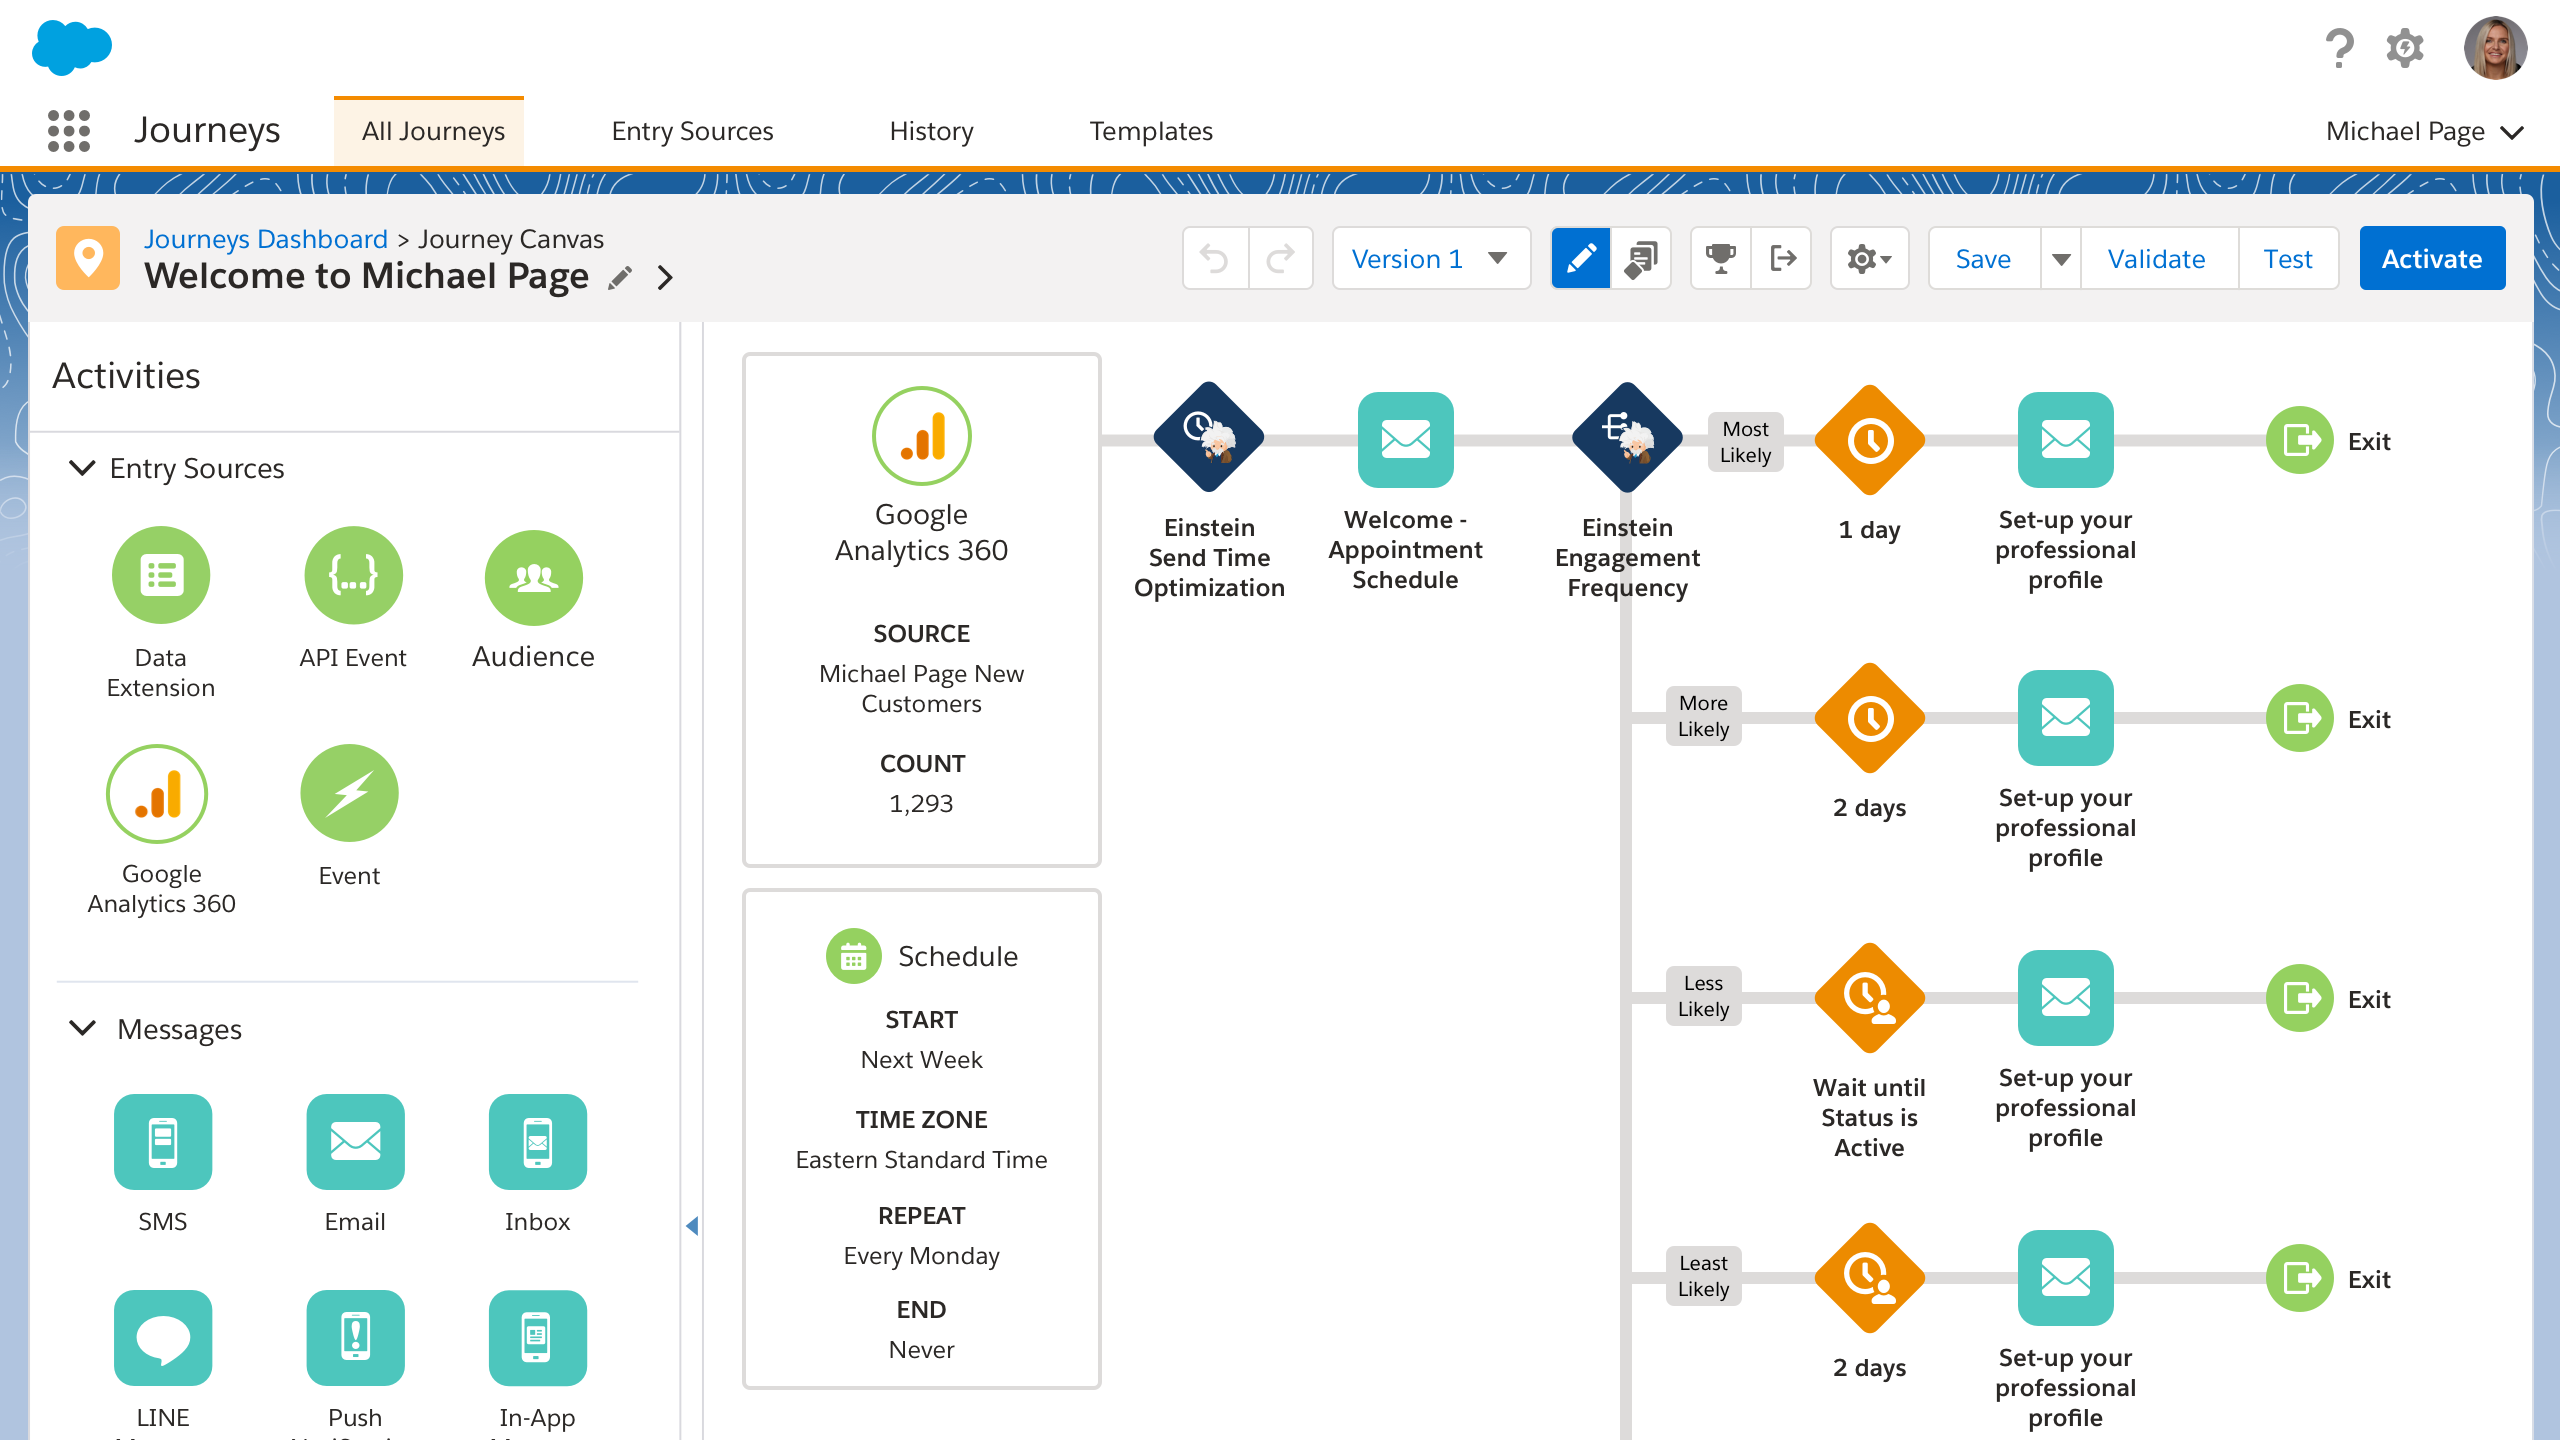 Journeys
All Journeys
Entry Sources
History
Templates
Michael Page
Journeys Dashboard > Journey Canvas
Welcome to Michael Page
Version 1
Save
Validate
Test
Activate
Activities
Entry Sources
Data
Extension
API Event
Audience
Google
Analytics 360
Event
Messages
SMS
Email
Inbox
LINE
Push
In-App
Google
Analytics 360
SOURCE
Michael Page New
Customers
COUNT
1,293
Schedule
START
Next Week
TIME ZONE
Eastern Standard Time
REPEAT
Every Monday
END
Never
Einstein
Send Time
Optimization
Welcome -
Appointment
Schedule
Einstein
Engagement
Frequency
Most
Likely
1 day
Set-up your
professional
profile
Exit
More
Likely
2 days
Set-up your
professional
profile
Exit
Less
Likely
Wait until
Status is
Active
Set-up your
professional
profile
Exit
Least
Likely
2 days
Set-up your
professional
profile
Exit